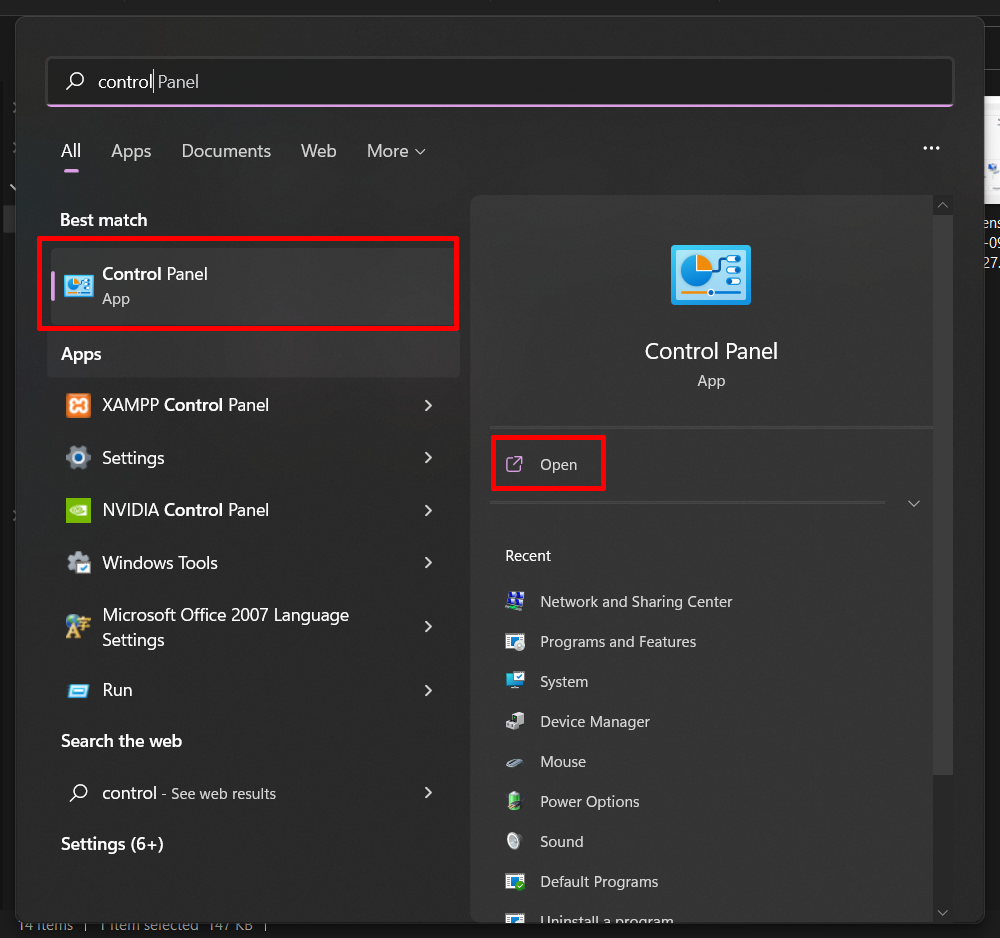 control Panel
All Apps Documents Web More
Best match
Control Panel
App
Apps
XAMPP Control Panel
Settings
NVIDIA Control Panel
Windows Tools
Microsoft Office 2007 Language
Settings
Run
Search the web
control - See web results
Settings (6+)
Control Panel
App
Open
Recent
Network and Sharing Center
Programs and Features
System
Device Manager
Mouse
Power Options
Sound
Default Programs
Uninstall a program
14 items | 1 item selected 147 KB |